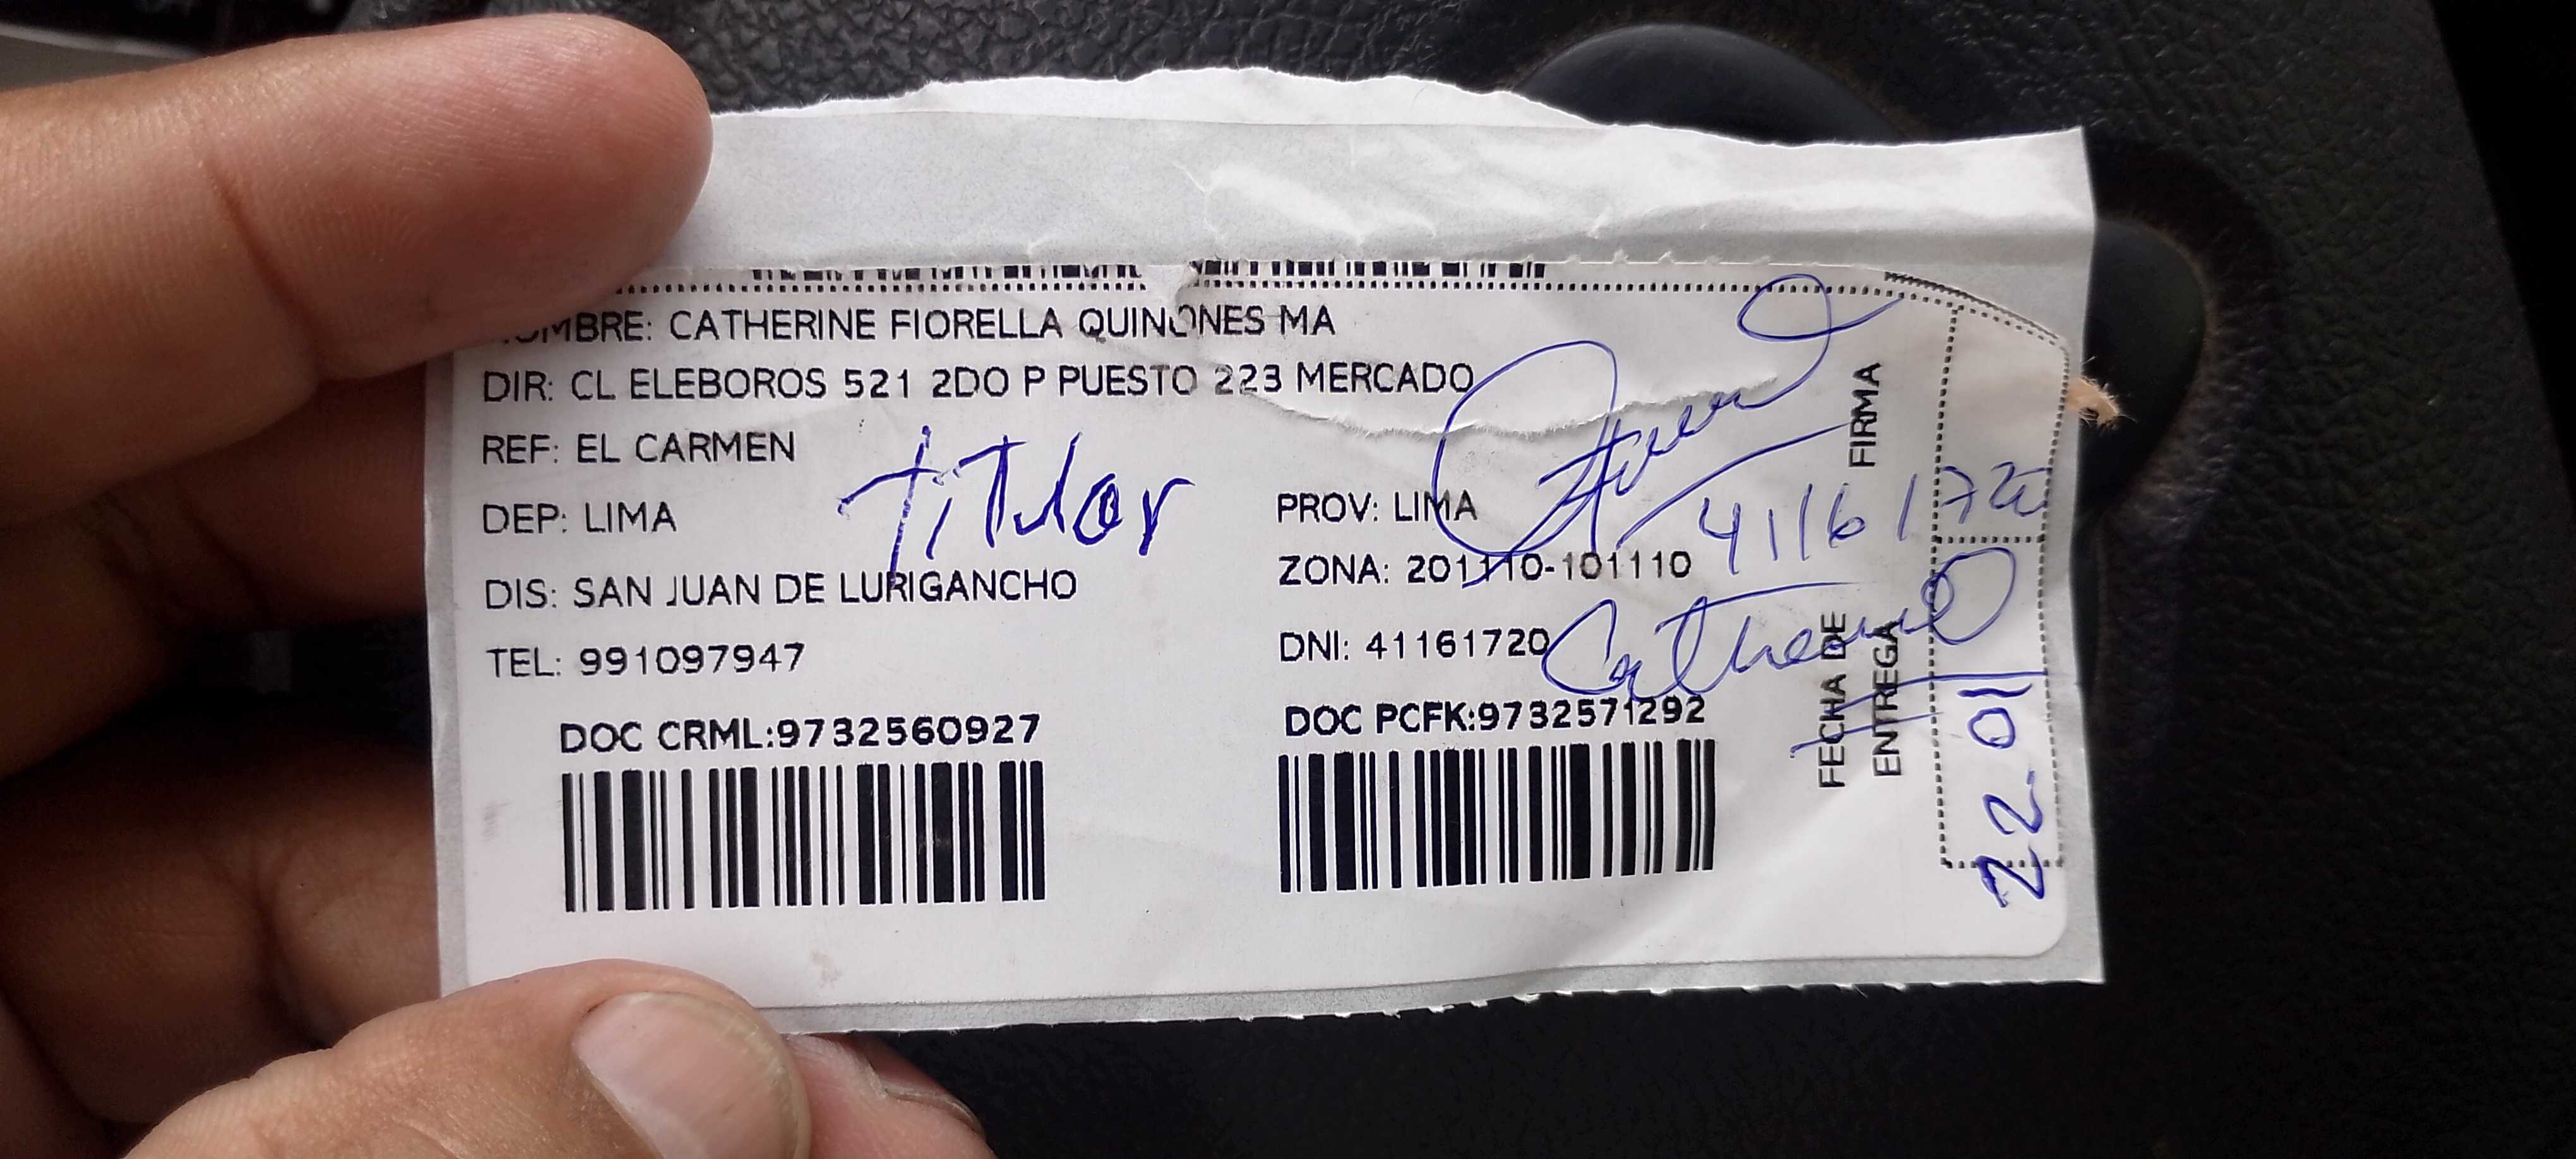 NOMBRE: CATHERINE FIORELLA QUINONES MA
DIR: CL ELEBOROS 521 2DO P PUESTO 223 MERCADO
REF: EL CARMEN
titular
DEP: LIMA
PROV: LIMA
DIS: SAN JUAN DE LURIGANCHO
ZONA: 201110-101110
TEL: 991097947
DNI: 41161720
DOC CRML:9732560927
DOC PCFK:9732571292
FIRMA
41161720
Catherine
FECHA DE
ENTREGA
22.01